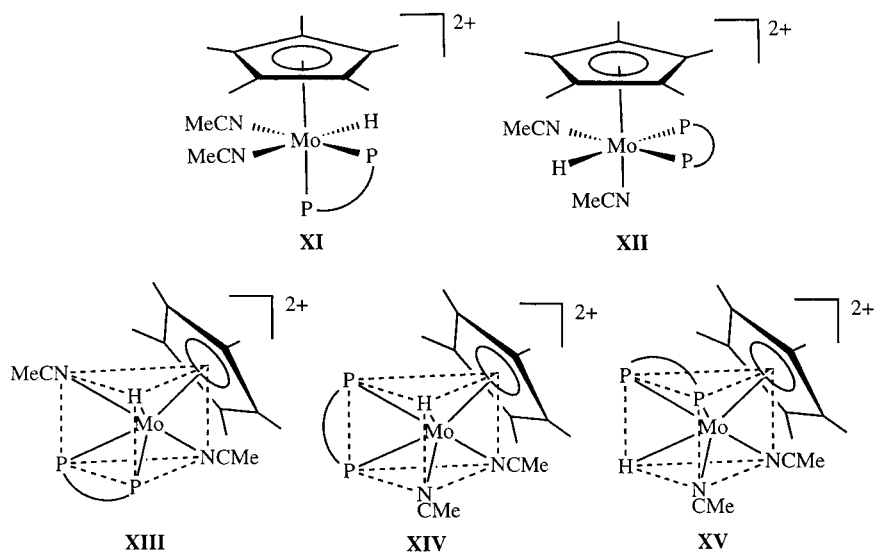 2+ 2+
MeCN H MeCN P
Mo Mo
MeCN P H P
P MeCN
XI XII
2+ 2+ 2+
MeCN P P
H H P
Mo Mo Mo
P NCMe P NCMe H NCMe
P N N
CMe CMe
XIII XIV XV